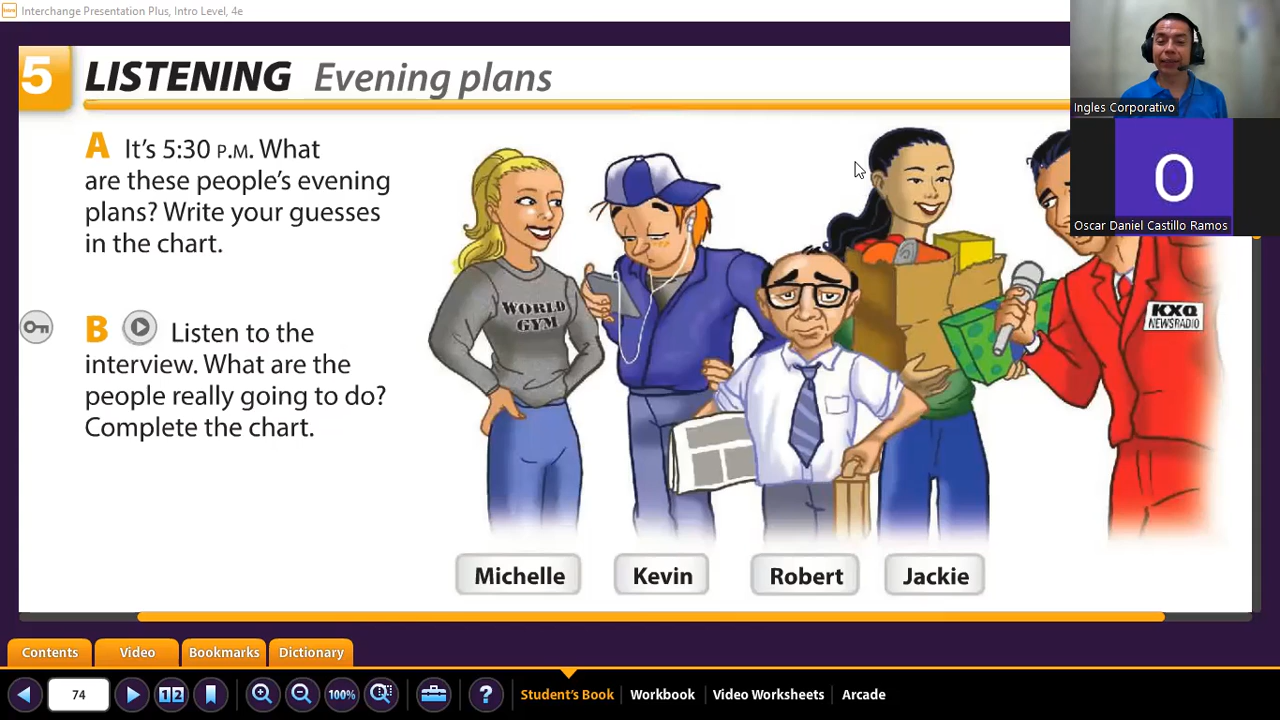 Interchange Presentation Plus, Intro Level, 4e
5 LISTENING Evening plans
A It's 5:30 P.M. What
are these people's evening
plans? Write your guesses
in the chart.
B Listen to the
interview. What are the
people really going to do?
Complete the chart.
WORLD
GYM
KXQ
NEWSRADIO
Michelle Kevin Robert Jackie
Ingles Corporativo
O
Oscar Daniel Castillo Ramos
Contents Video Bookmarks Dictionary
74 1 2 100% ? Student's Book Workbook Video Worksheets Arcade